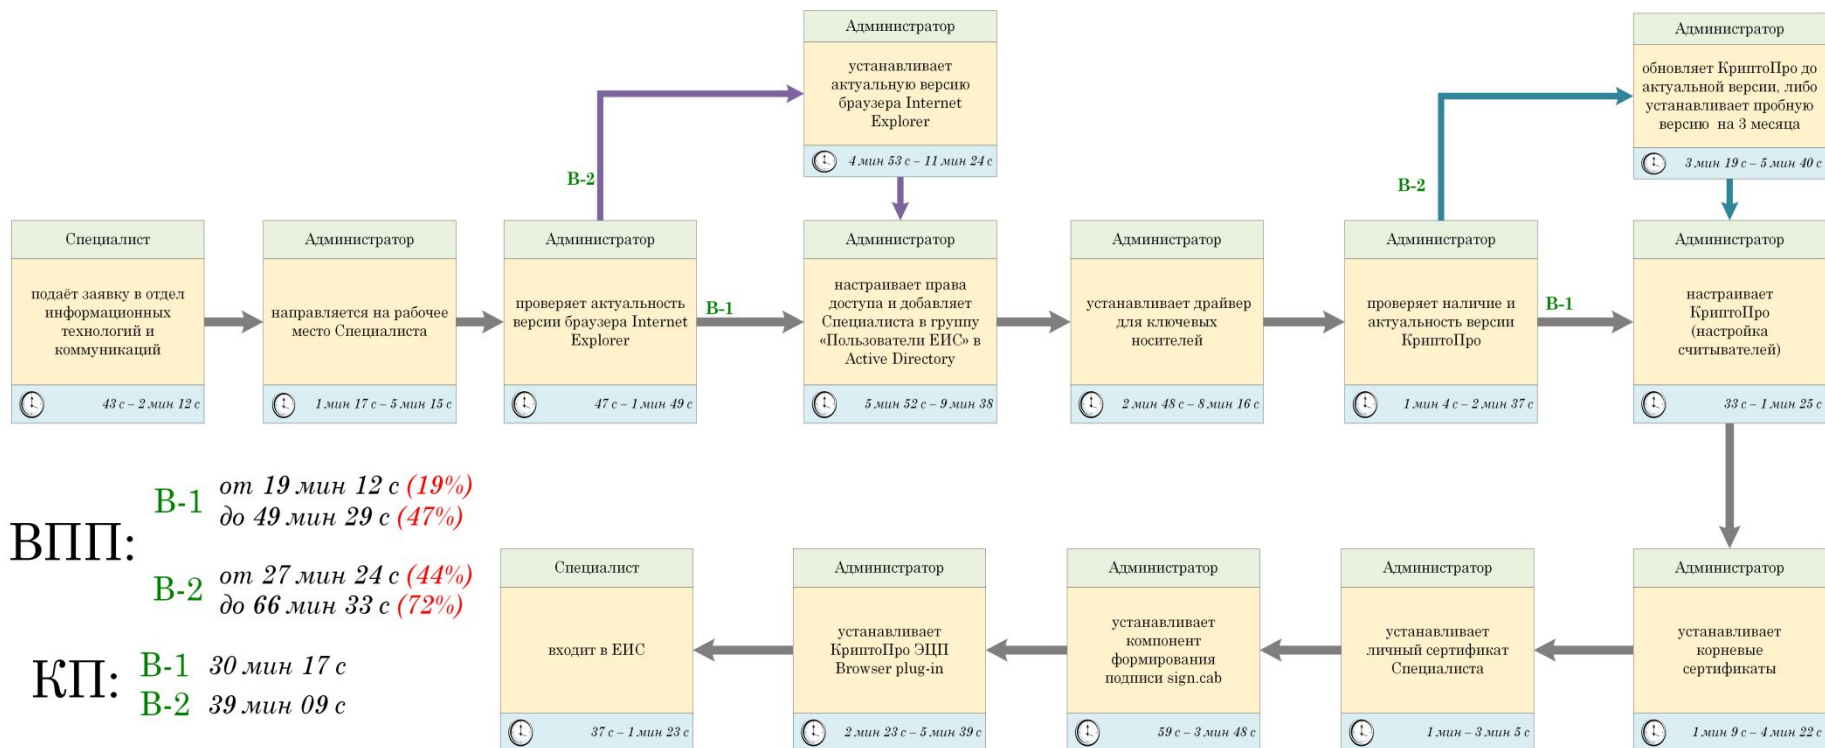 Администратор
устанавливает
актуальную версию
браузера Internet
Explorer
4 мин 53 с – 11 мин 24 с
Администратор
обновляет КриптоПро до
актуальной версии, либо
устанавливает пробную
версию на 3 месяца
3 мин 19 с – 5 мин 40 с
В-2
В-2
Специалист
подаёт заявку в отдел
информационных
технологий и
коммуникаций
43 с – 2 мин 12 с
Администратор
направляется на рабочее
место Специалиста
1 мин 17 с – 5 мин 15 с
Администратор
проверяет актуальность
версии браузера Internet
Explorer
47 с – 1 мин 49 с
В-1
Администратор
настраивает права
доступа и добавляет
Специалиста в группу
«Пользователи ЕИС» в
Active Directory
5 мин 52 с – 9 мин 38
Администратор
устанавливает драйвер
для ключевых
носителей
2 мин 48 с – 8 мин 16 с
Администратор
проверяет наличие и
актуальность версии
КриптоПро
1 мин 4 с – 2 мин 37 с
В-1
Администратор
настраивает
КриптоПро
(настройка
считывателей)
33 с – 1 мин 25 с
ВПП:
В-1
от 19 мин 12 с (19%)
до 49 мин 29 с (47%)
В-2
от 27 мин 24 с (44%)
до 66 мин 33 с (72%)
КП:
В-1 30 мин 17 с
В-2 39 мин 09 с
Специалист
входит в ЕИС
37 с – 1 мин 23 с
Администратор
устанавливает
КриптоПро ЭЦП
Browser plug-in
2 мин 23 с – 5 мин 39 с
Администратор
устанавливает
компонент
формирования
подписи sign.cab
59 с – 3 мин 48 с
Администратор
устанавливает
личный сертификат
Специалиста
1 мин – 3 мин 5 с
Администратор
устанавливает
корневые
сертификаты
1 мин 9 с – 4 мин 22 с